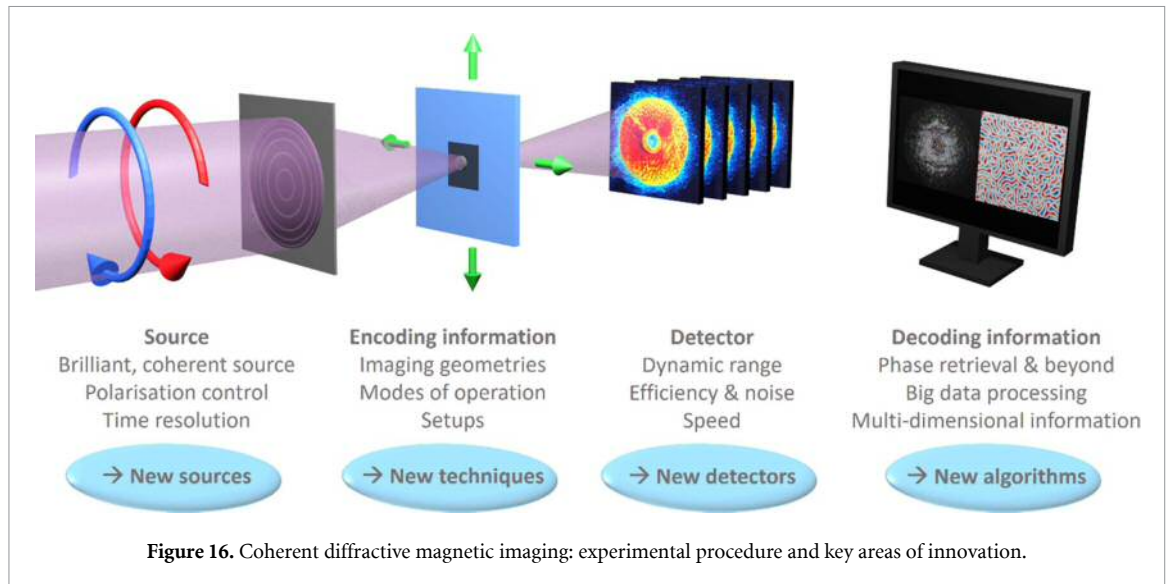 Source
Brilliant, coherent source
Polarisation control
Time resolution
→ New sources
Encoding information
Imaging geometries
Modes of operation
Setups
→ New techniques
Detector
Dynamic range
Efficiency & noise
Speed
→ New detectors
Decoding information
Phase retrieval & beyond
Big data processing
Multi-dimensional information
→ New algorithms
Figure 16. Coherent diffractive magnetic imaging: experimental procedure and key areas of innovation.